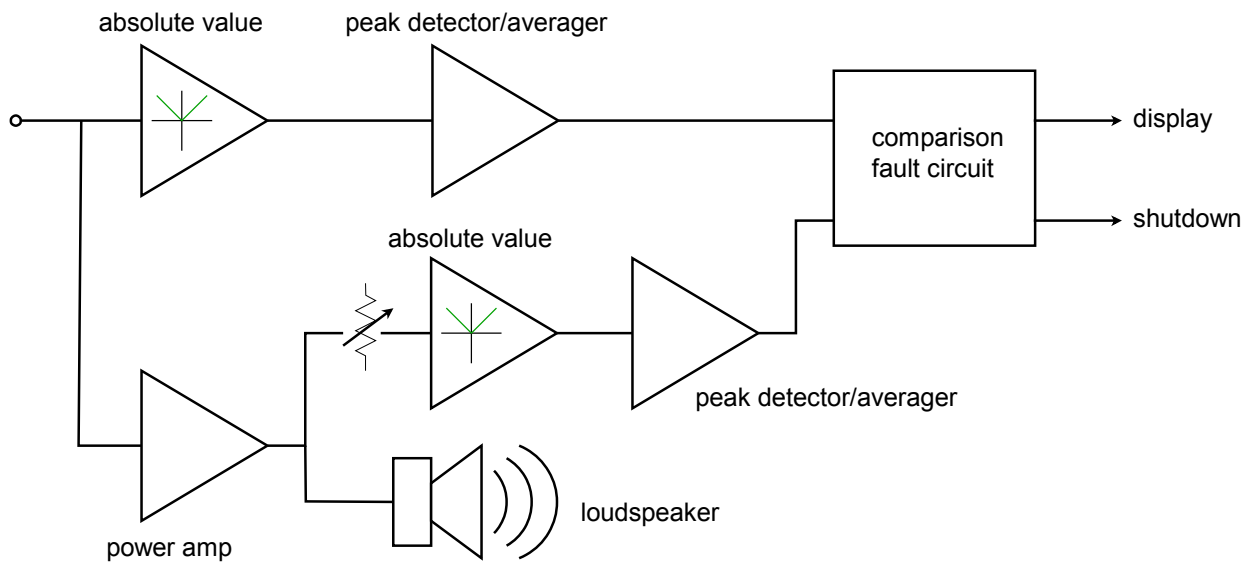 absolute value
peak detector/averager
comparison
fault circuit
display
shutdown
absolute value
peak detector/averager
loudspeaker
power amp